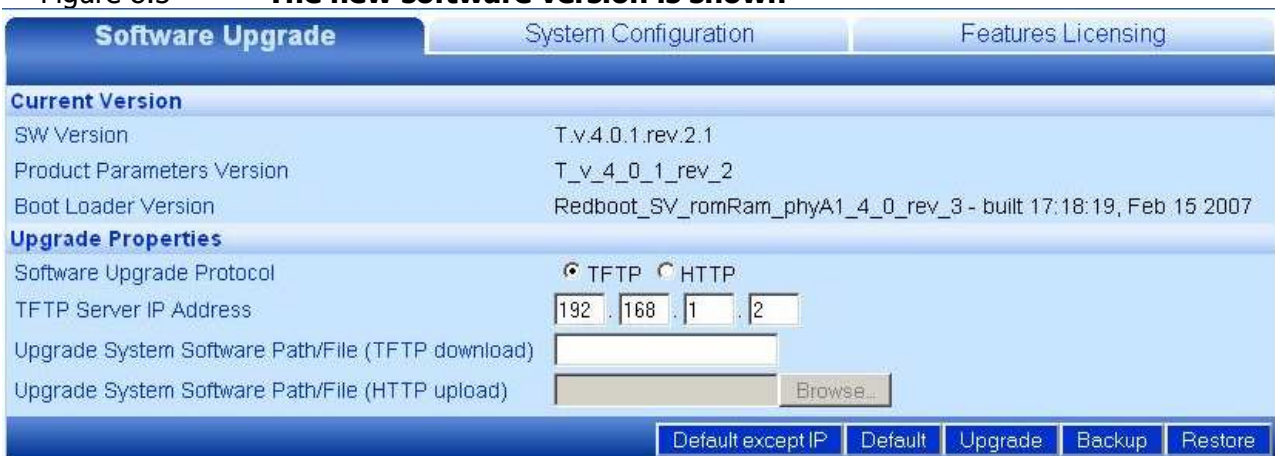 Figure 6.5 The new software version is shown
Software Upgrade System Configuration Features Licensing
Current Version
SW Version T.v.4.0.1.rev.2.1
Product Parameters Version T_v_4_0_1_rev_2
Boot Loader Version Redboot_SV_romRam_phyA1_4_0_rev_3 - built 17:18:19, Feb 15 2007
Upgrade Properties
Software Upgrade Protocol TFTP HTTP
TFTP Server IP Address 192 . 168 . 1 . 2
Upgrade System Software Path/File (TFTP download)
Upgrade System Software Path/File (HTTP upload) Browse...
Default except IP Default Upgrade Backup Restore